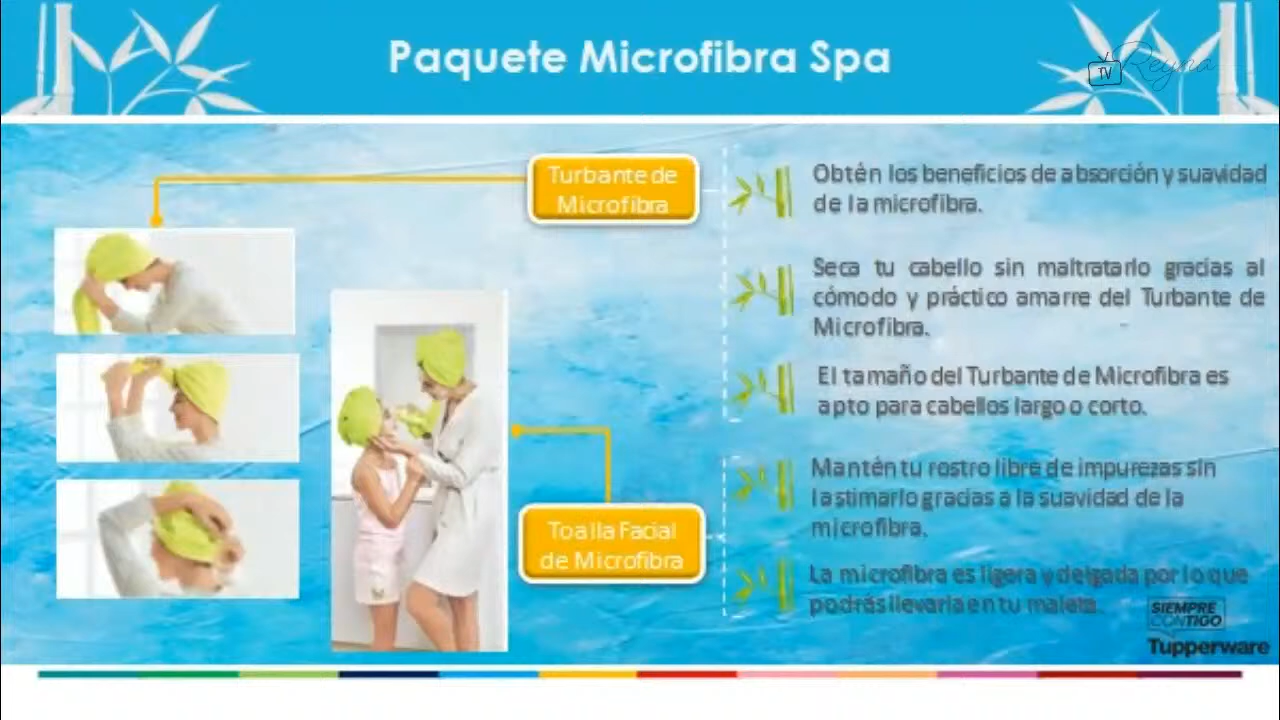 Paquete Microfibra Spa
TV Reyna
Turbante de
Microfibra
Obtén los beneficios de absorción y suavidad
de la microfibra.
Seca tu cabello sin maltratarlo gracias al
cómodo y práctico amarre del Turbante de
Microfibra.
El tamaño del Turbante de Microfibra es
apto para cabellos largo o corto.
Toalla Facial
de Microfibra
Mantén tu rostro libre de impurezas sin
lastimarlo gracias a la suavidad de la
microfibra.
La microfibra es ligera y delgada por lo que
podrás llevarla en tu maleta.
SIEMPRE
CONTIGO
Tupperware